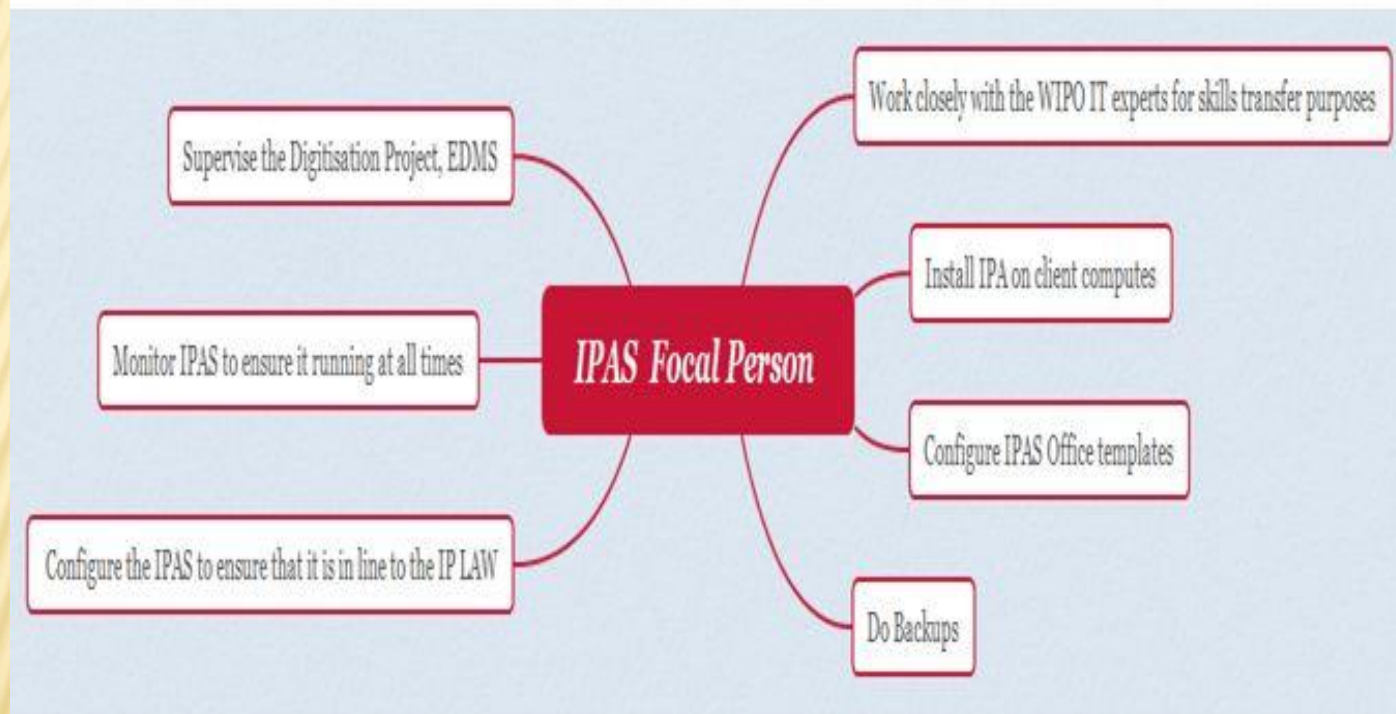 Supervise the Digitisation Project, EDMS
Monitor IPAS to ensure it running at all times
Configure the IPAS to ensure that it is in line to the IP LAW
IPAS Focal Person
Work closely with the WIPO IT experts for skills transfer purposes
Install IPA on client computes
Configure IPAS Office templates
Do Backups